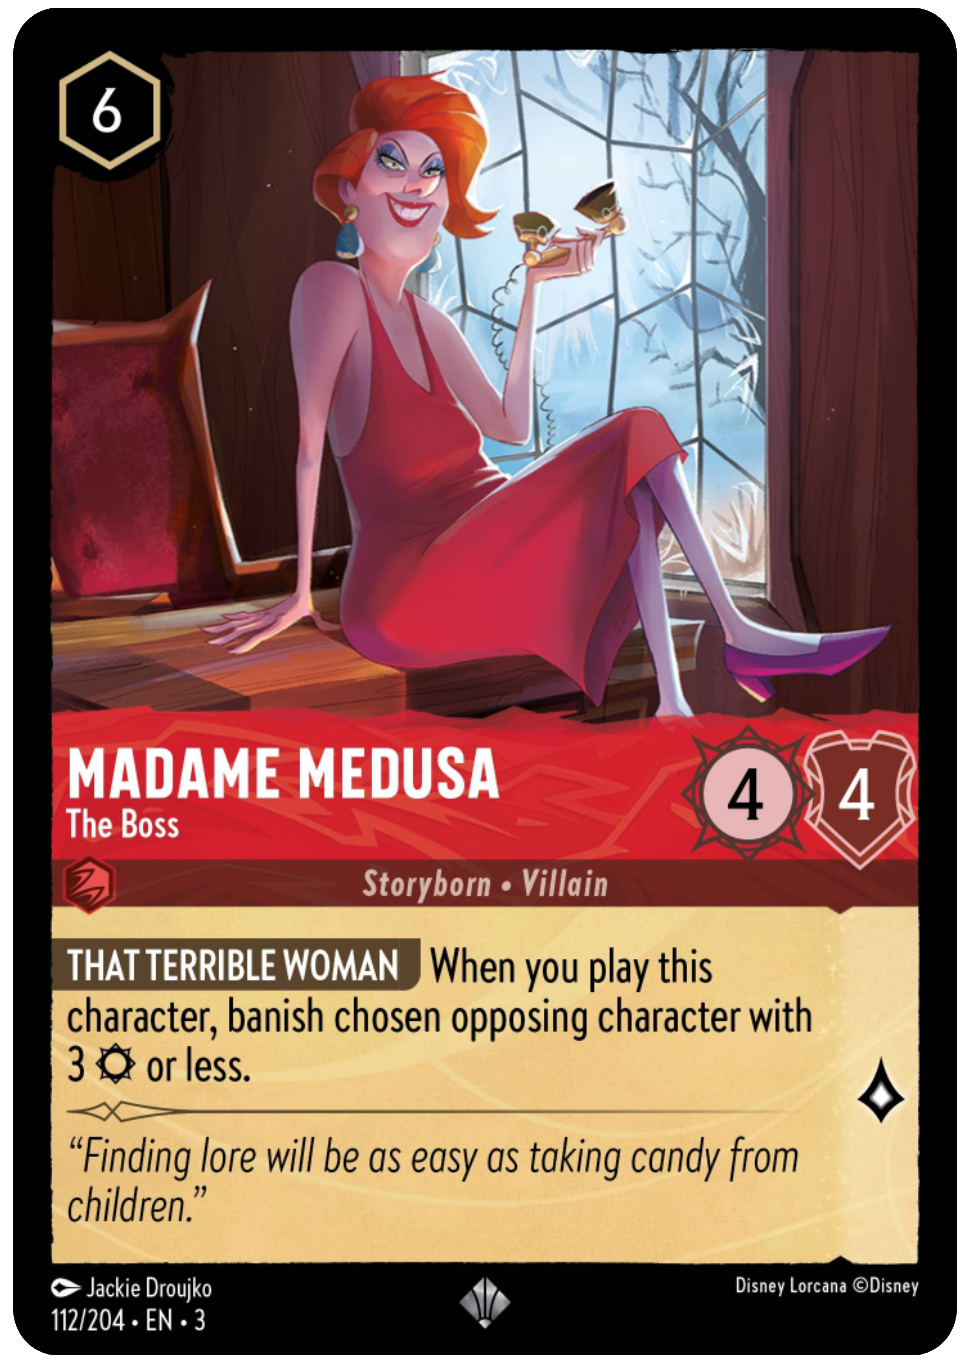 6
MADAME MEDUSA
The Boss
4
4
Storyborn • Villain
THAT TERRIBLE WOMAN When you play this
character, banish chosen opposing character with
3 or less.
“Finding lore will be as easy as taking candy from
children.”
Jackie Droujko
112/204 • EN • 3
Disney Lorcana ©Disney